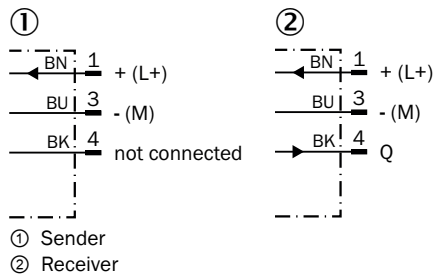 ① ②
BN 1 + (L+) BN 1 + (L+)
BU 3 - (M) BU 3 - (M)
BK 4 not connected BK 4 Q
① Sender
② Receiver